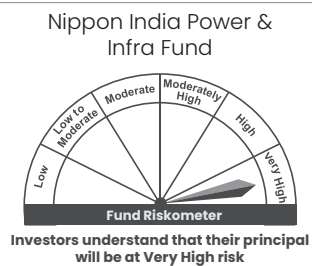 Nippon India Power &
Infra Fund
Low
Low to
Moderate
Moderate
Moderately
High
High
Very High
Fund Riskometer
Investors understand that their principal
will be at Very High risk